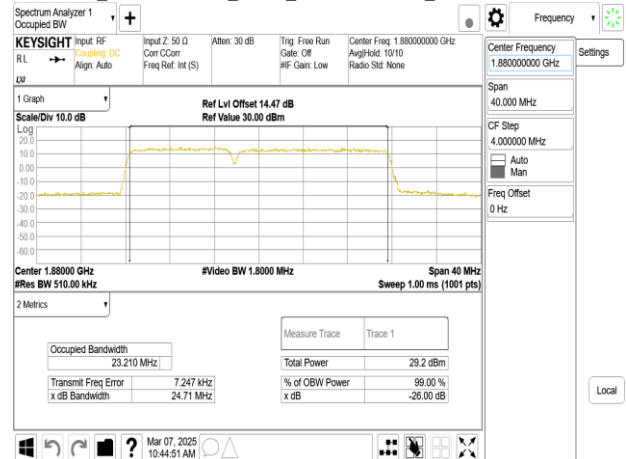 Spectrum Analyzer 1
Occupied BW
KEYSIGHT
RL
LXI
Input: RF
Coupling: DC
Align: Auto
Input Z: 50 Ω
Corr CCorr
Freq Ref: Int (S)
Atten: 30 dB
Trig: Free Run
Gate: Off
#IF Gain: Low
Center Freq: 1.880000000 GHz
Avg|Hold: 10/10
Radio Std: None
1 Graph
Scale/Div 10.0 dB
Ref Lvl Offset 14.47 dB
Ref Value 30.00 dBm
Log
20.0
10.0
0.00
-10.0
-20.0
-30.0
-40.0
-50.0
-60.0
Center 1.88000 GHz
#Video BW 1.8000 MHz
Span 40 MHz
#Res BW 510.00 kHz
Sweep 1.00 ms (1001 pts)
2 Metrics
Measure Trace
Trace 1
Occupied Bandwidth
23.210 MHz
Total Power
29.2 dBm
Transmit Freq Error
7.247 kHz
% of OBW Power
99.00 %
x dB Bandwidth
24.71 MHz
x dB
-26.00 dB
Mar 07, 2025
10:44:51 AM
Frequency
Center Frequency
1.880000000 GHz
Settings
Span
40.000 MHz
CF Step
4.000000 MHz
Auto
Man
Freq Offset
0 Hz
Local